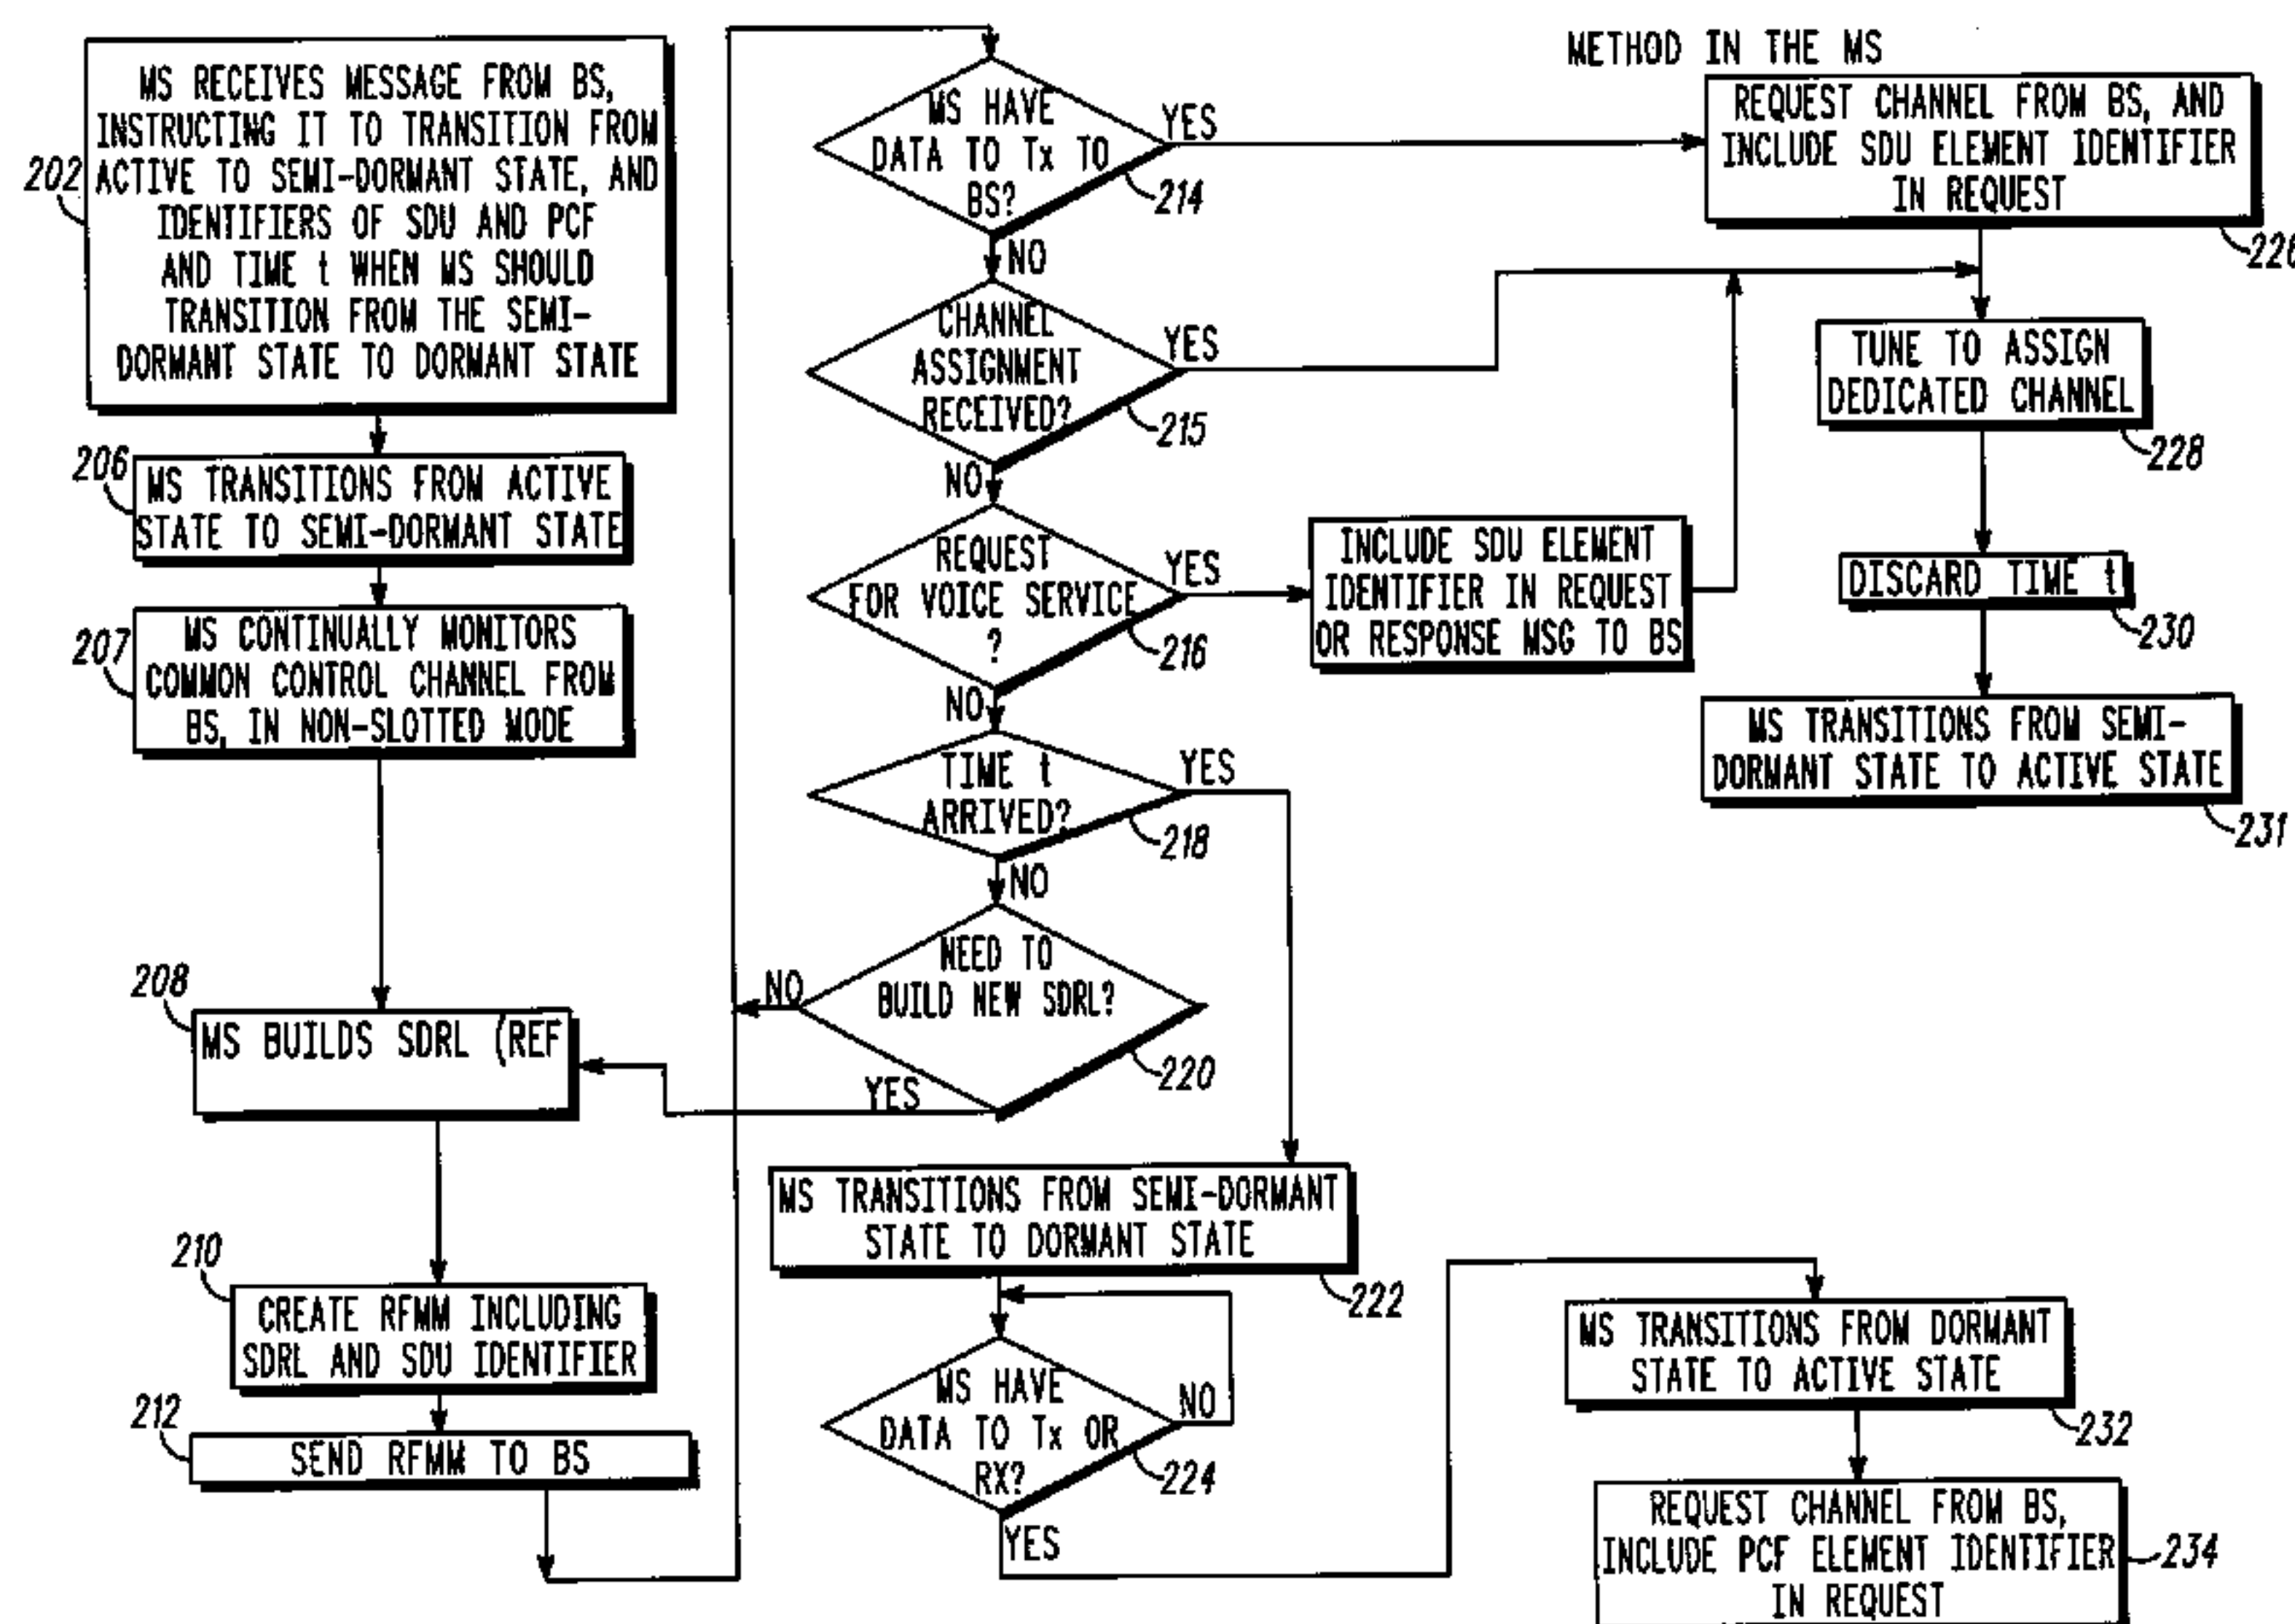 METHOD IN THE MS
MS RECEIVES MESSAGE FROM BS,
INSTRUCTING IT TO TRANSITION FROM
ACTIVE TO SEMI-DORMANT STATE, AND
IDENTIFIERS OF SDU AND PCF
AND TIME t WHEN MS SHOULD
TRANSITION FROM THE SEMI-
DORMANT STATE TO DORMANT STATE
202
206
MS TRANSITIONS FROM ACTIVE
STATE TO SEMI-DORMANT STATE
207
MS CONTINUALLY MONITORS
COMMON CONTROL CHANNEL FROM
BS, IN NON-SLOTTED MODE
208
MS BUILDS SDRL (REF
210
CREATE RFMM INCLUDING
SDRL AND SDU IDENTIFIER
212
SEND RFMM TO BS
MS HAVE
DATA TO Tx TO
BS?
YES
214
NO
CHANNEL
ASSIGNMENT
RECEIVED?
YES
215
NO
REQUEST
FOR VOICE SERVICE
?
YES
216
NO
INCLUDE SDU ELEMENT
IDENTIFIER IN REQUEST
OR RESPONSE MSG TO BS
TIME t
ARRIVED?
YES
218
NO
NEED TO
BUILD NEW SDRL?
NO
220
YES
MS TRANSITIONS FROM SEMI-DORMANT
STATE TO DORMANT STATE
222
MS HAVE
DATA TO Tx OR
RX?
NO
224
YES
REQUEST CHANNEL FROM BS, AND
INCLUDE SDU ELEMENT IDENTIFIER
IN REQUEST
226
TUNE TO ASSIGN
DEDICATED CHANNEL
228
DISCARD TIME t
230
MS TRANSITIONS FROM SEMI-
DORMANT STATE TO ACTIVE STATE
231
MS TRANSITIONS FROM DORMANT
STATE TO ACTIVE STATE
232
REQUEST CHANNEL FROM BS,
INCLUDE PCF ELEMENT IDENTIFIER
IN REQUEST
234